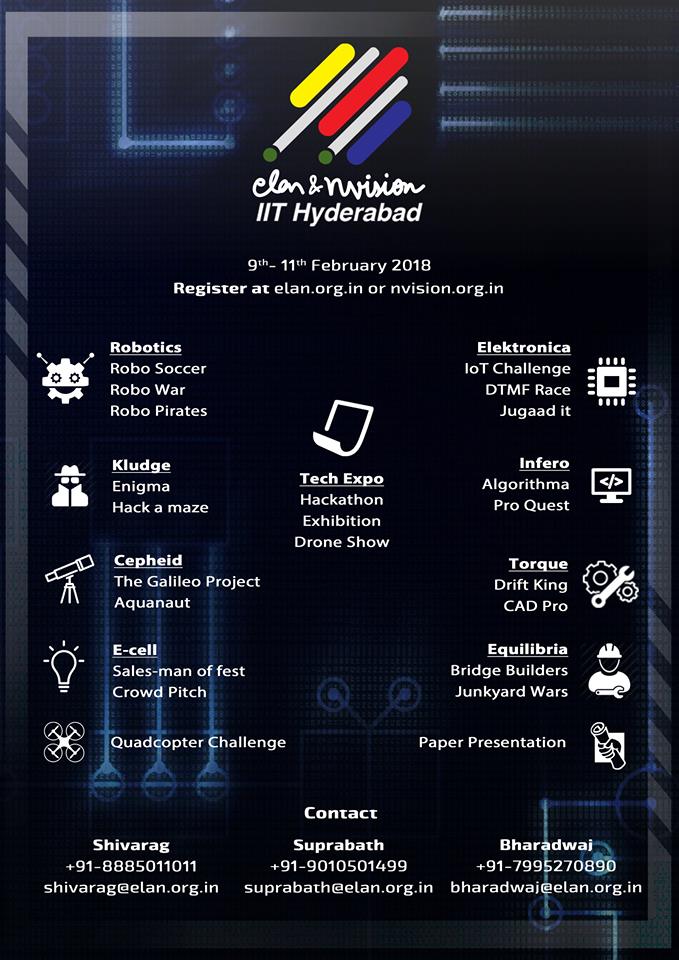 elan & nvision
IIT Hyderabad
9th- 11th February 2018
Register at elan.org.in or nvision.org.in
Robotics
Robo Soccer
Robo War
Robo Pirates
Elektronica
IoT Challenge
DTMF Race
Jugaad it
Kludge
Enigma
Hack a maze
Tech Expo
Hackathon
Exhibition
Drone Show
Infero
Algorithma
Pro Quest
</>
Cepheid
The Galileo Project
Aquanaut
Torque
Drift King
CAD Pro
E-cell
Sales-man of fest
Crowd Pitch
Equilibria
Bridge Builders
Junkyard Wars
Quadcopter Challenge
Paper Presentation
Contact
Shivarag
+91-8885011011
shivarag@elan.org.in
Suprabath
+91-9010501499
suprabath@elan.org.in
Bharadwaj
+91-7995270890
bharadwaj@elan.org.in